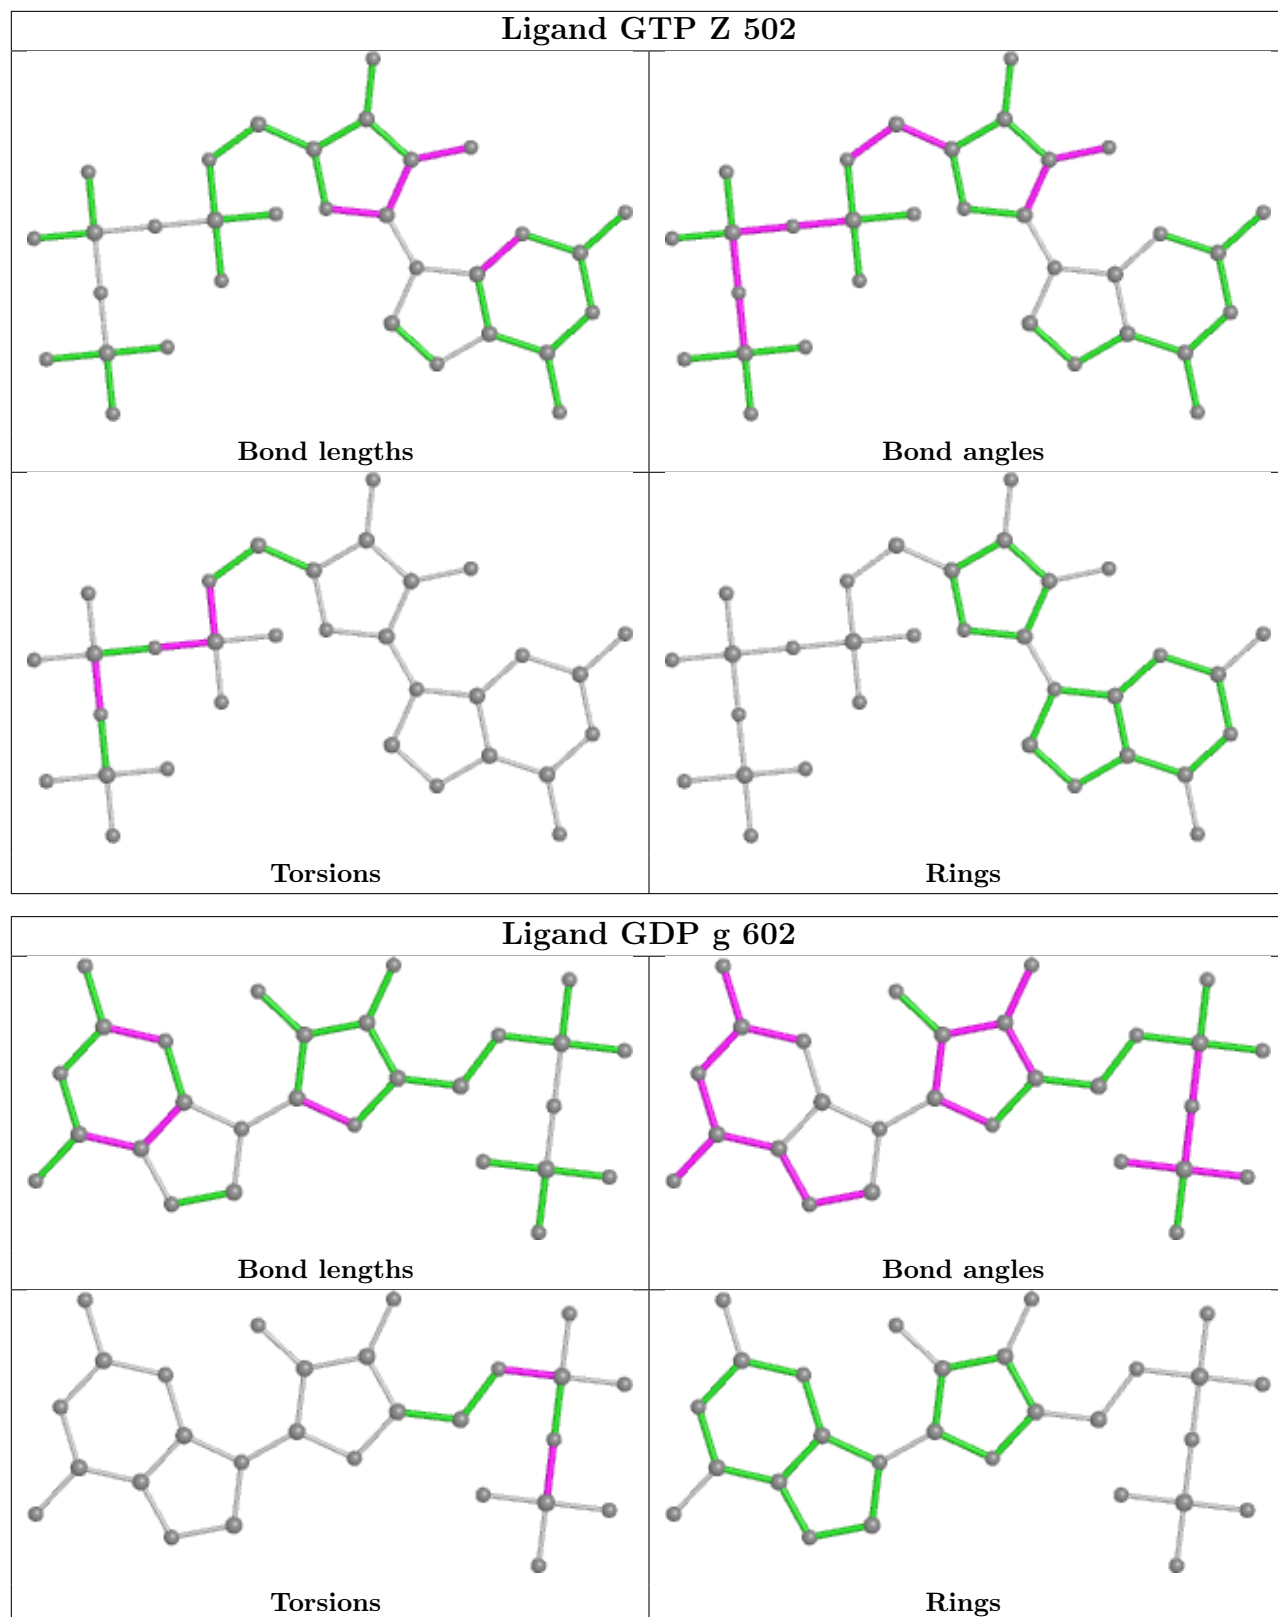 Ligand GTP Z 502
Bond lengths
Bond angles
Torsions
Rings
Ligand GDP g 602
Bond lengths
Bond angles
Torsions
Rings